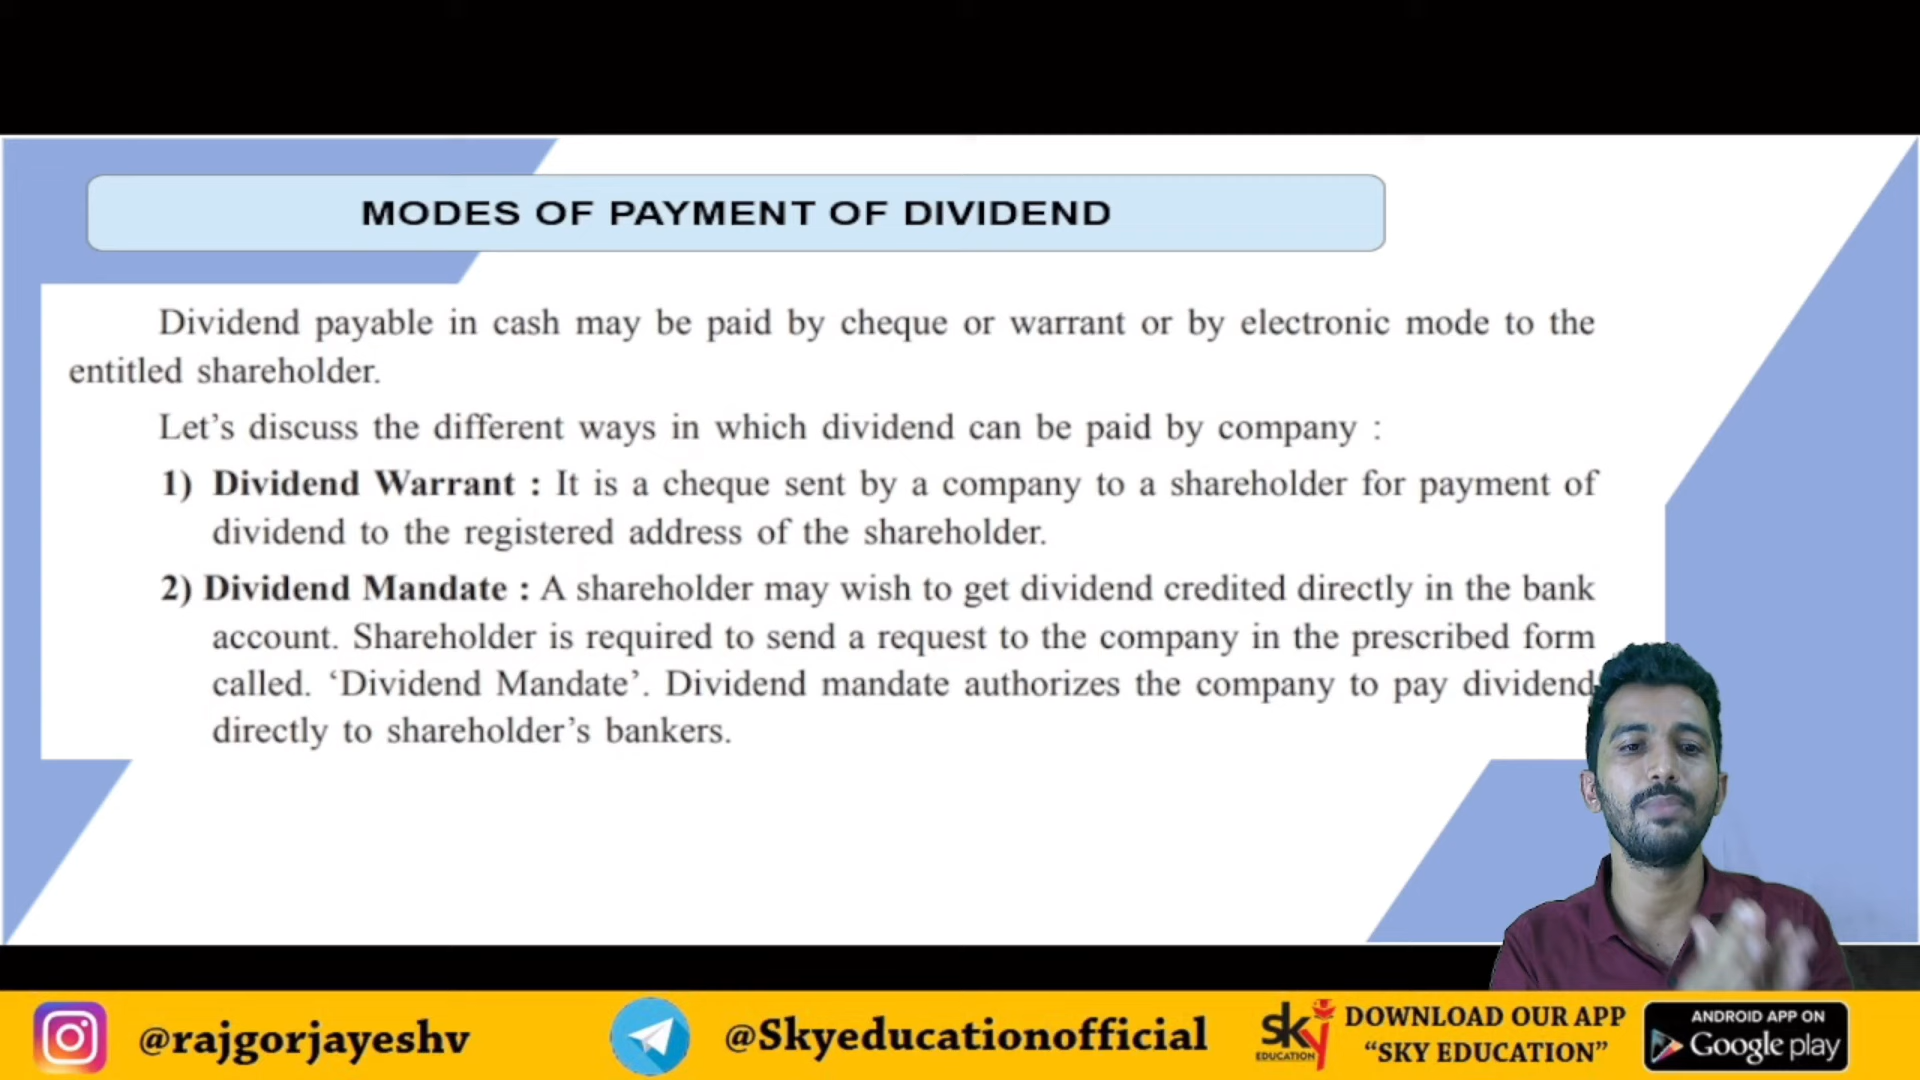 MODES OF PAYMENT OF DIVIDEND
Dividend payable in cash may be paid by cheque or warrant or by electronic mode to the
entitled shareholder.
Let’s discuss the different ways in which dividend can be paid by company :
1) Dividend Warrant : It is a cheque sent by a company to a shareholder for payment of
dividend to the registered address of the shareholder.
2) Dividend Mandate : A shareholder may wish to get dividend credited directly in the bank
account. Shareholder is required to send a request to the company in the prescribed form
called. ‘Dividend Mandate’. Dividend mandate authorizes the company to pay dividend
directly to shareholder’s bankers.
@rajgorjayeshv
@Skyeducationofficial
sky
EDUCATION
DOWNLOAD OUR APP
“SKY EDUCATION”
ANDROID APP ON
Google play